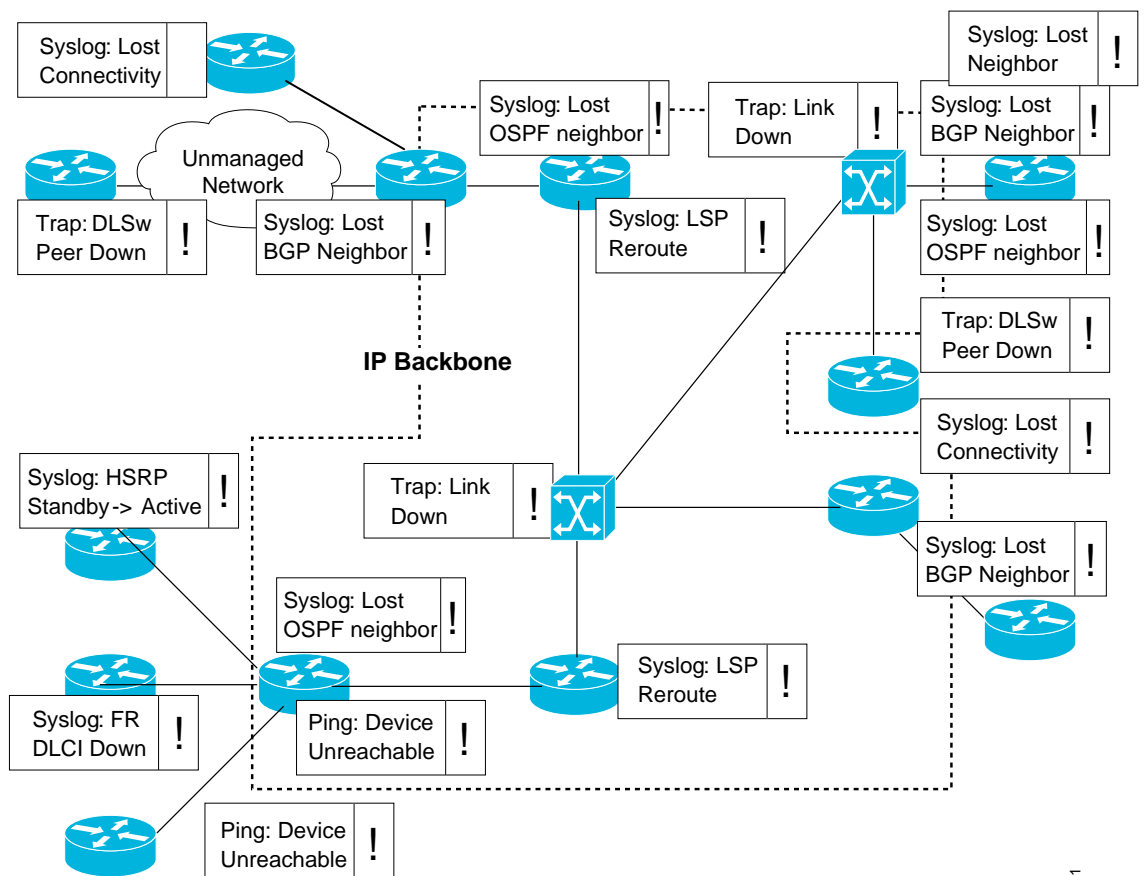 Syslog: Lost
Connectivity
!
Syslog: Lost
Neighbor
!
Syslog: Lost
OSPF neighbor
!
Trap: Link
Down
!
Syslog: Lost
BGP Neighbor
!
Unmanaged
Network
Trap: DLSw
Peer Down
!
Syslog: Lost
BGP Neighbor
!
Syslog: LSP
Reroute
!
Syslog: Lost
OSPF neighbor
!
Trap: DLSw
Peer Down
!
IP Backbone
Syslog: Lost
Connectivity
!
Syslog: HSRP
Standby-> Active
!
Trap: Link
Down
!
Syslog: Lost
BGP Neighbor
!
Syslog: Lost
OSPF neighbor
!
Syslog: LSP
Reroute
!
Syslog: FR
DLCI Down
!
Ping: Device
Unreachable
!
Ping: Device
Unreachable
!